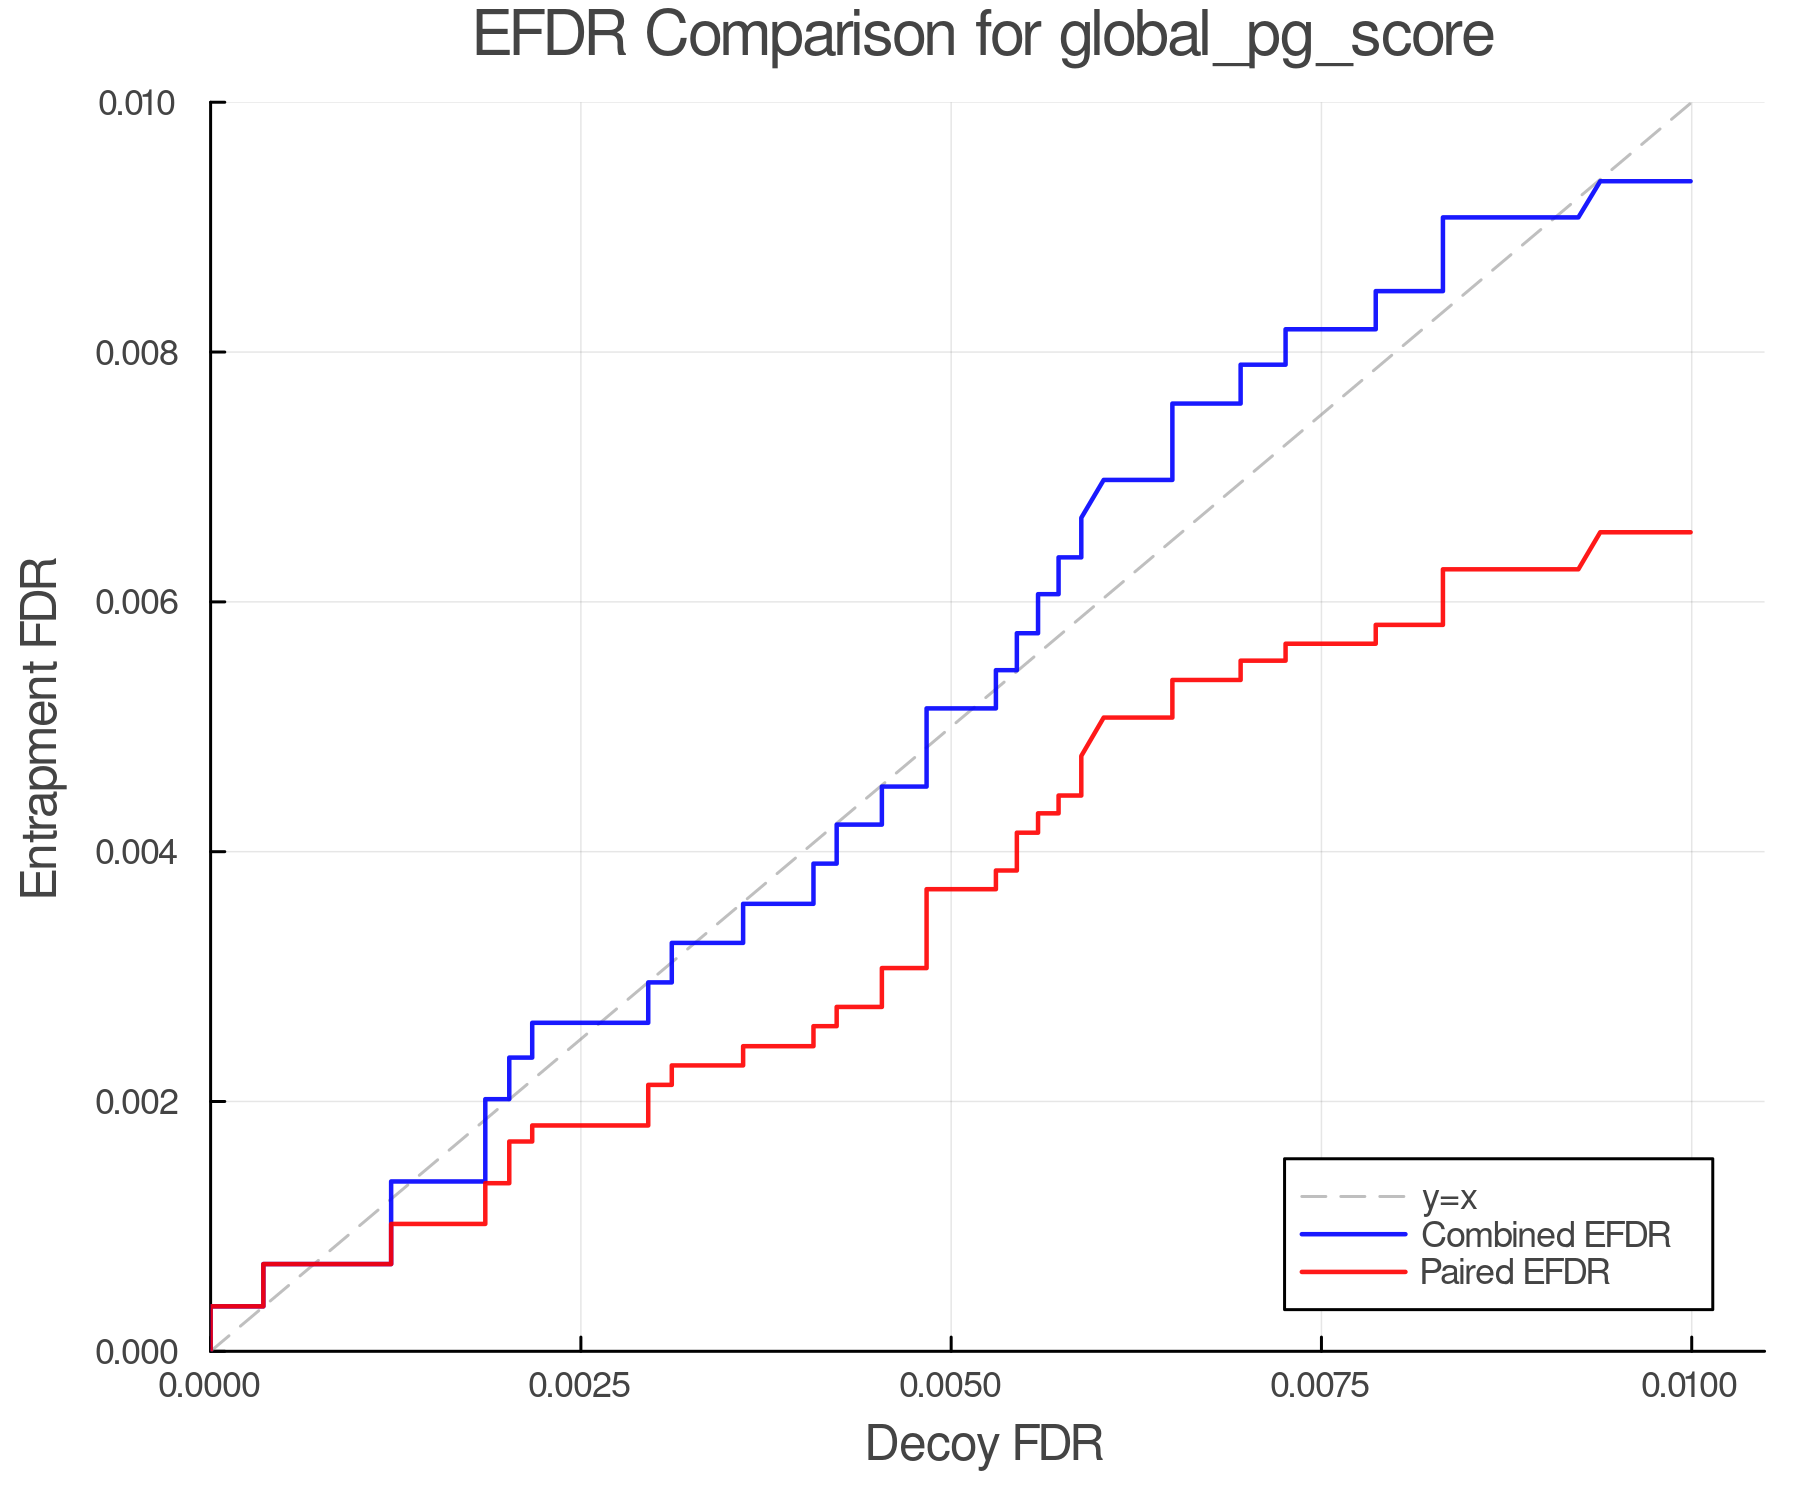 EFDR Comparison for global_pg_score
0.010
0.008
0.006
0.004
0.002
0.000
Entrapment FDR
0.0000 0.0025 0.0050 0.0075 0.0100
Decoy FDR
y=x
Combined EFDR
Paired EFDR